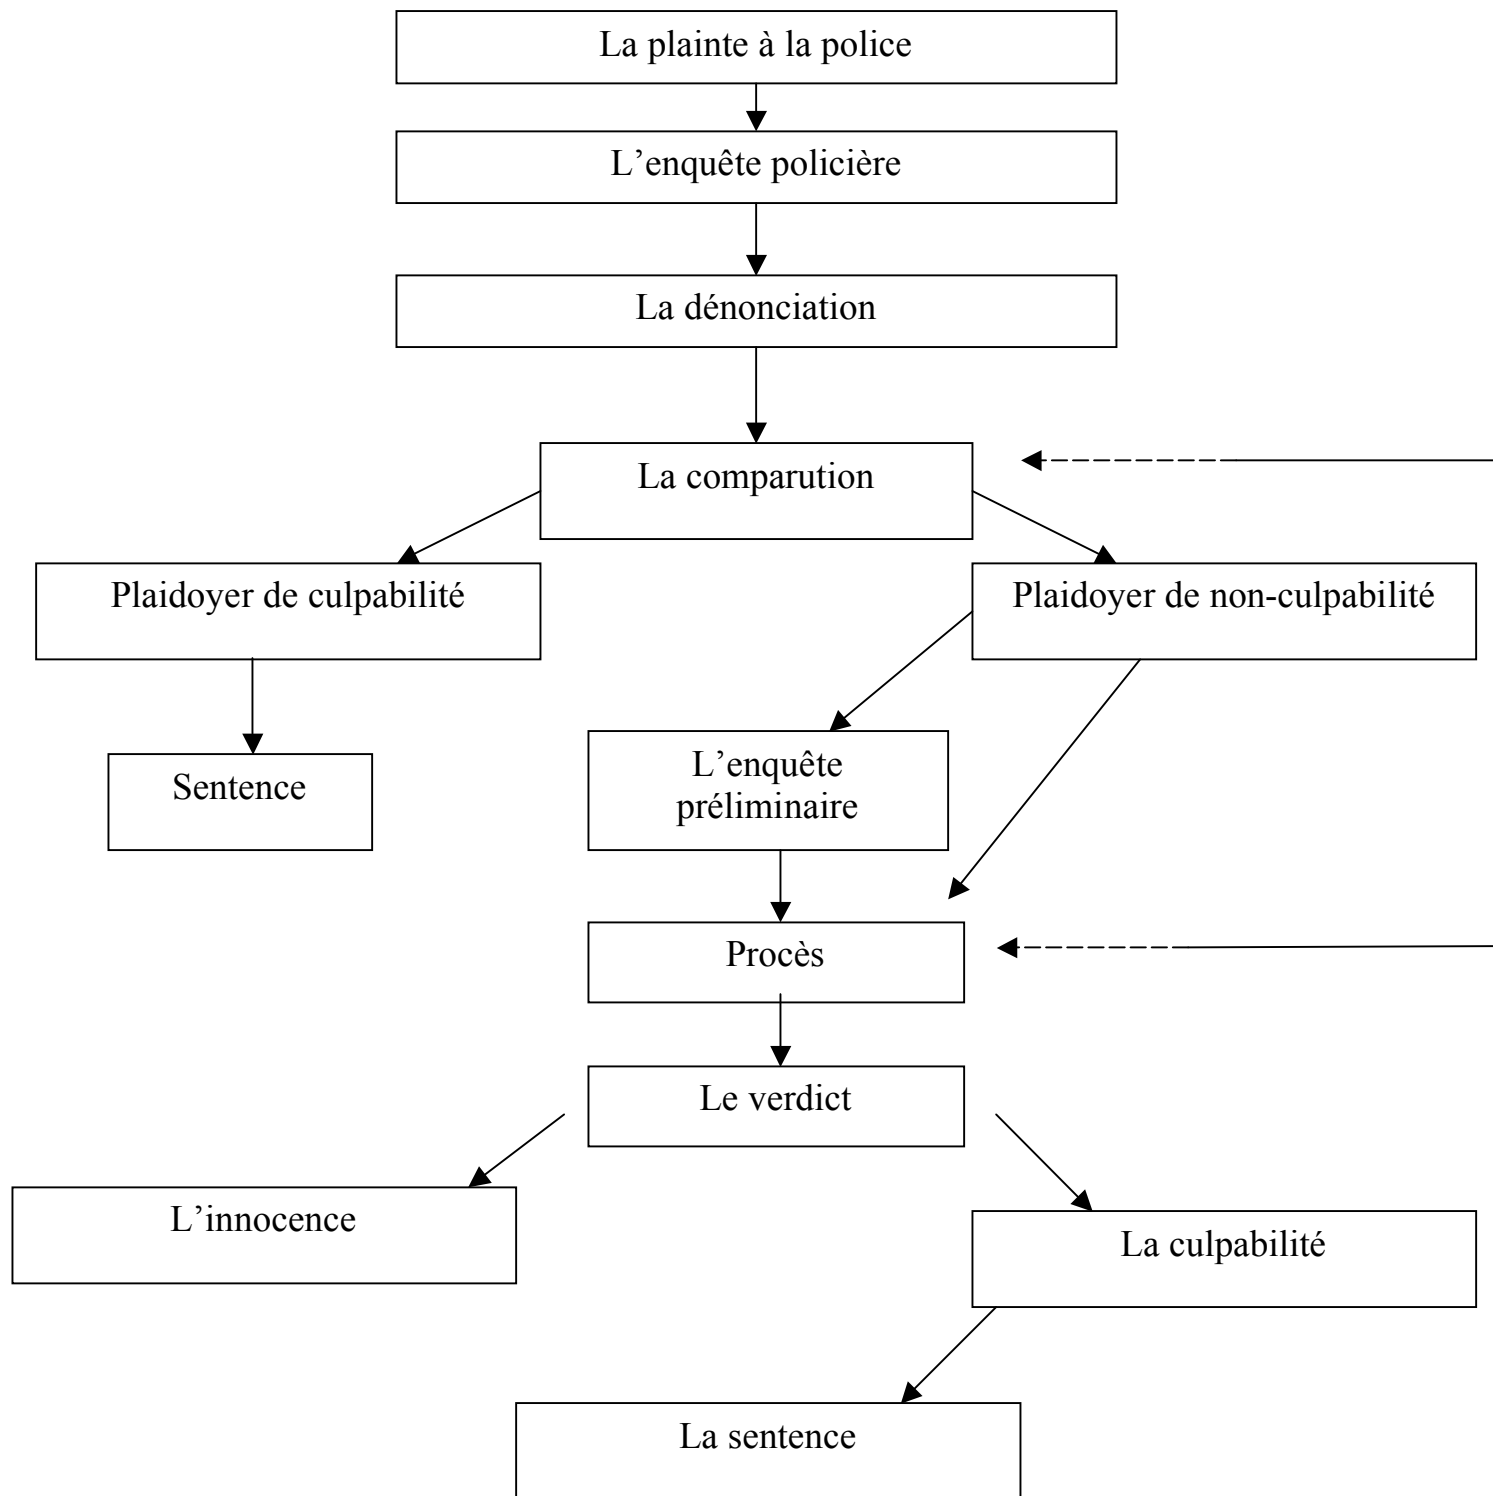 La plainte à la police
L’enquête policière
La dénonciation
La comparution
Plaidoyer de culpabilité
Plaidoyer de non-culpabilité
Sentence
L’enquête
préliminaire
Procès
Le verdict
L’innocence
La culpabilité
La sentence